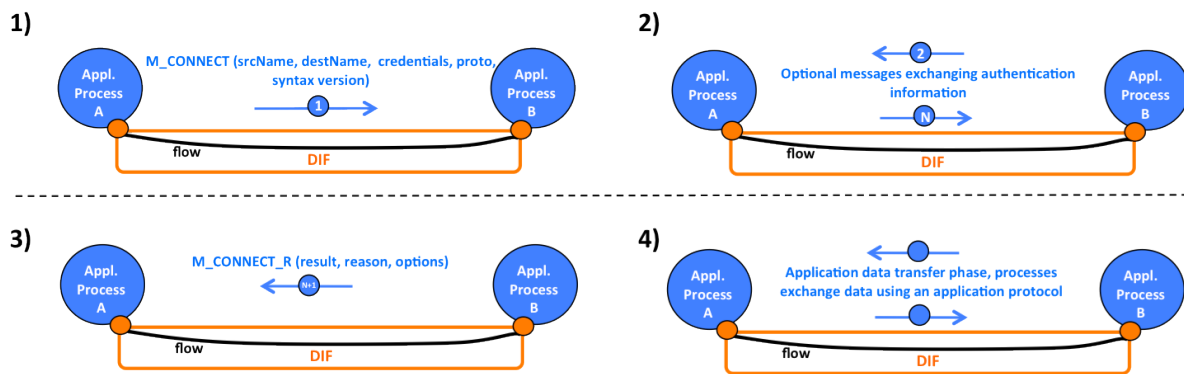 1)
Appl.
Process
A
M_CONNECT (srcName, destName, credentials, proto,
syntax version)
1
Appl.
Process
B
flow
DIF
2)
Appl.
Process
A
2
Optional messages exchanging authentication
information
N
Appl.
Process
B
flow
DIF
3)
Appl.
Process
A
M_CONNECT_R (result, reason, options)
N+1
Appl.
Process
B
flow
DIF
4)
Appl.
Process
A
Application data transfer phase, processes
exchange data using an application protocol
Appl.
Process
B
flow
DIF